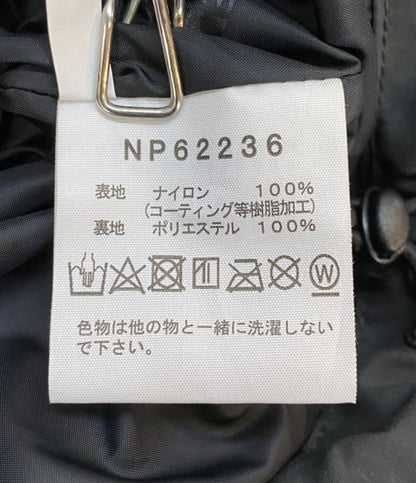 NP62236
表地 ナイロン 100%
(コーティング等樹脂加工)
裏地 ポリエステル 100%
W
色物は他の物と一緒に洗濯しない
で下さい。